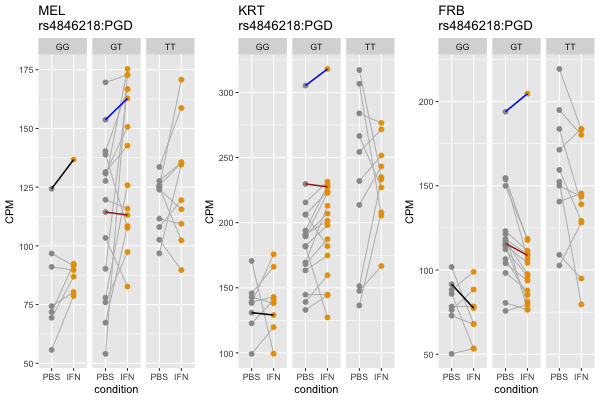 MEL
rs4846218:PGD
GG GT TT
CPM
175
150
125
100
75
50
PBS IFN PBS IFN PBS IFN
condition
KRT
rs4846218:PGD
GG GT TT
CPM
300
250
200
150
100
PBS IFN PBS IFN PBS IFN
condition
FRB
rs4846218:PGD
GG GT TT
CPM
200
150
100
50
PBS IFN PBS IFN PBS IFN
condition